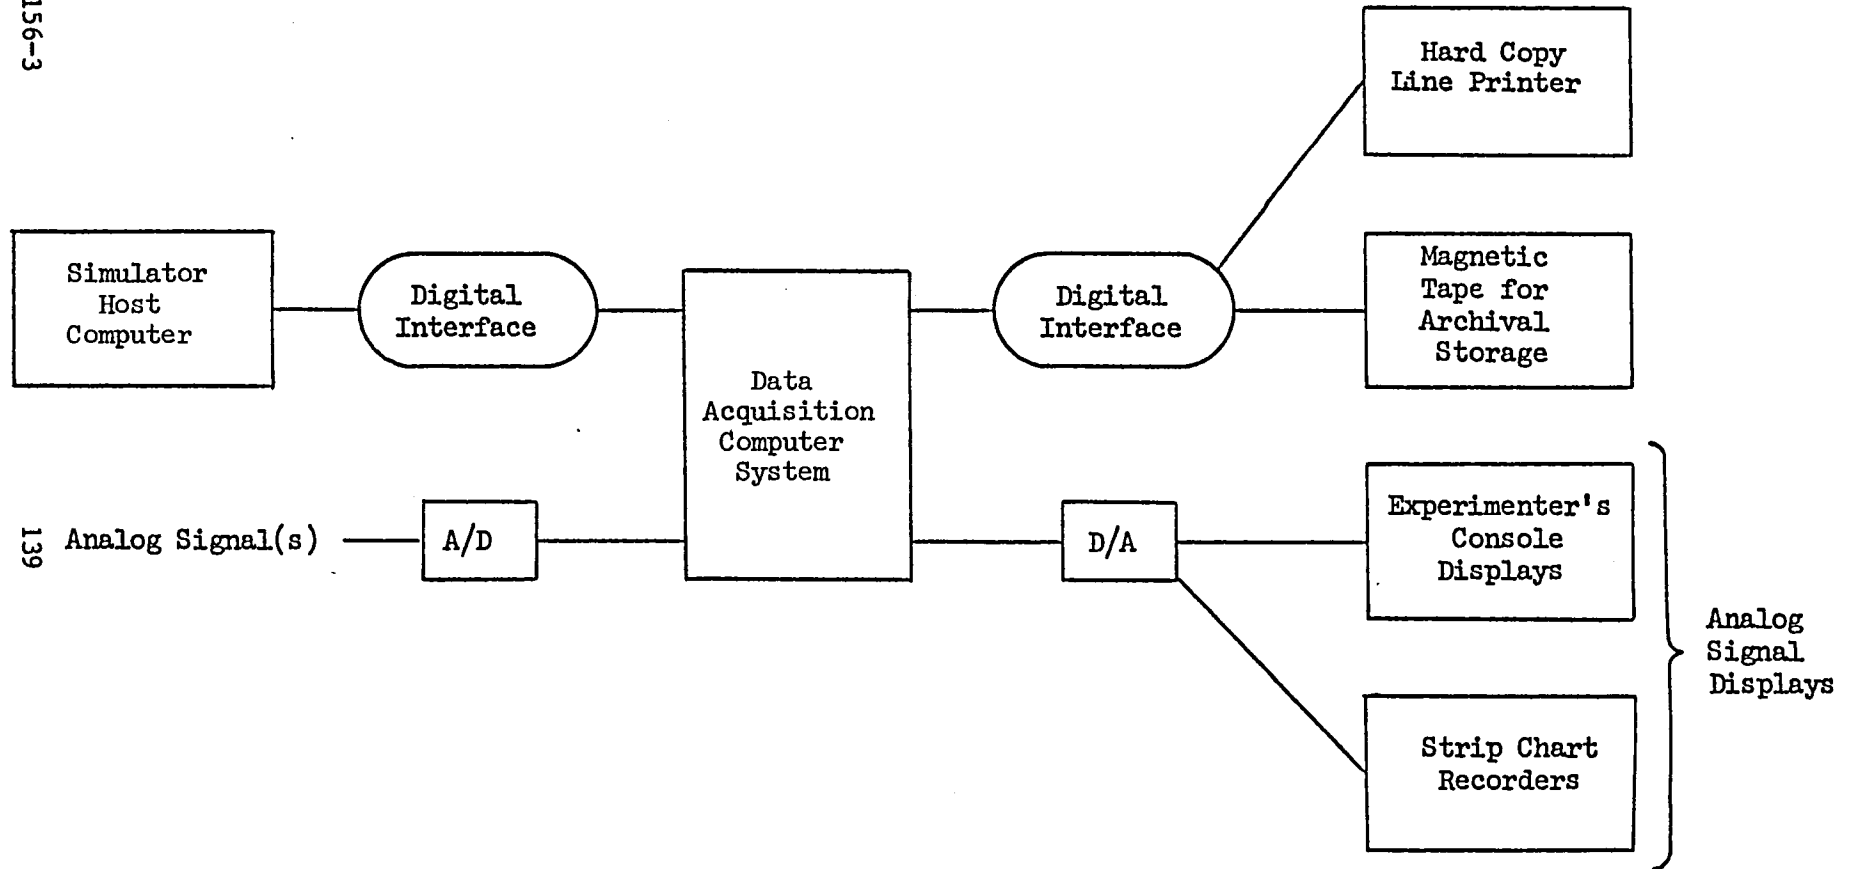 156-3
Hard Copy
Line Printer
Simulator
Host
Computer
Digital
Interface
Data
Acquisition
Computer
System
Digital
Interface
Magnetic
Tape for
Archival
Storage
139
Analog Signal(s)
A/D
D/A
Experimenter's
Console
Displays
Strip Chart
Recorders
Analog
Signal
Displays